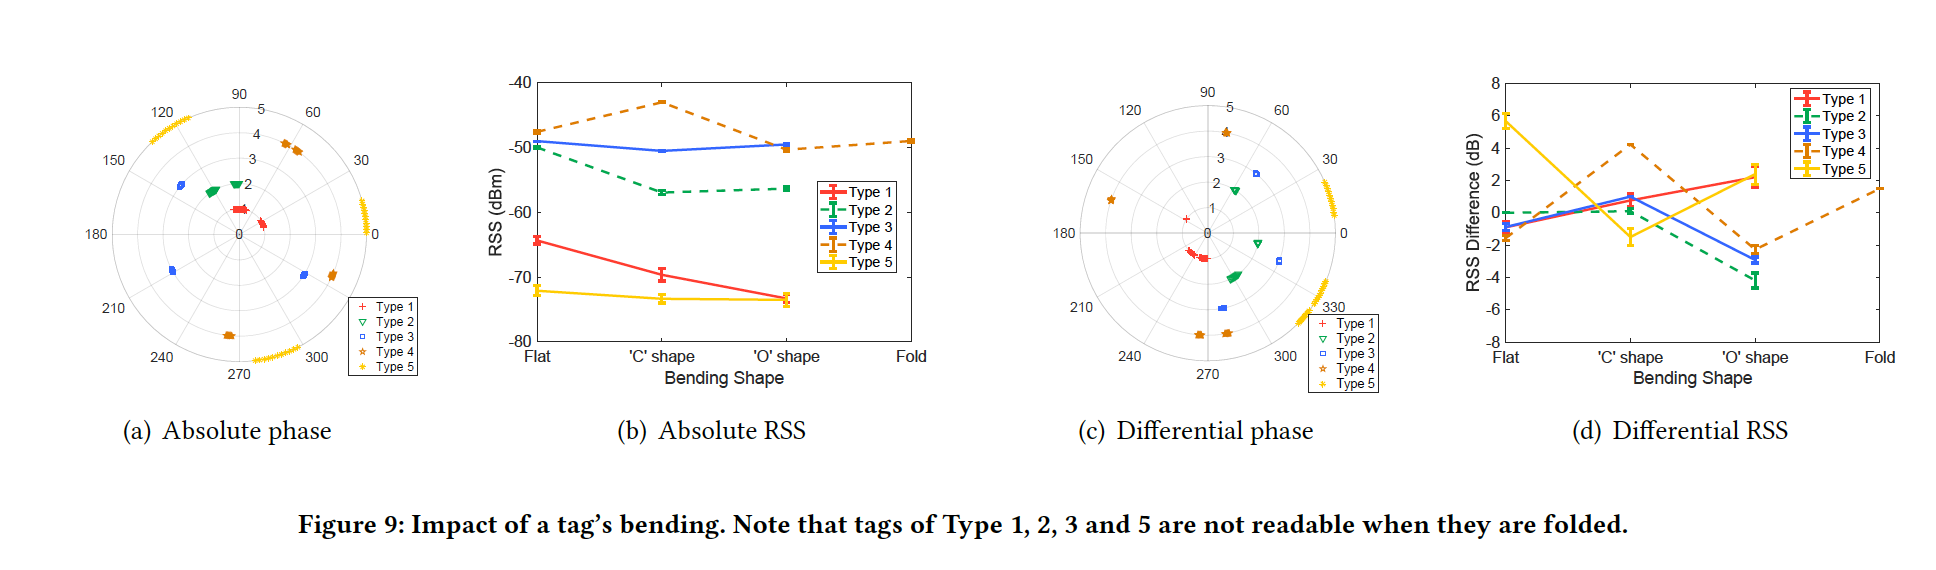 90
120
60
5
4
150
3
30
2
180
0
0
210
330
240
300
270
Type 1
Type 2
Type 3
Type 4
Type 5
-40
-50
-60
-70
-80
RSS (dBm)
Type 1
Type 2
Type 3
Type 4
Type 5
Flat
'C' shape
'O' shape
Fold
Bending Shape
90
120
60
5
4
150
3
30
2
1
180
0
0
210
330
240
300
270
Type 1
Type 2
Type 3
Type 4
Type 5
8
6
4
2
0
-2
-4
-6
-8
RSS Difference (dB)
Type 1
Type 2
Type 3
Type 4
Type 5
Flat
'C' shape
'O' shape
Fold
Bending Shape
(a) Absolute phase
(b) Absolute RSS
(c) Differential phase
(d) Differential RSS
Figure 9: Impact of a tag's bending. Note that tags of Type 1, 2, 3 and 5 are not readable when they are folded.